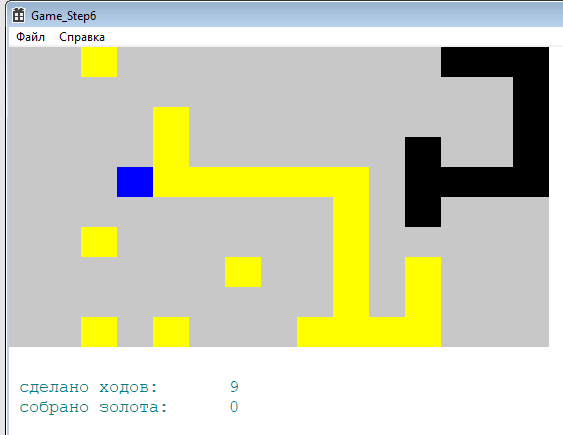 Game_Step6
Файл Справка
сделано ходов: 9
собрано золота: 0